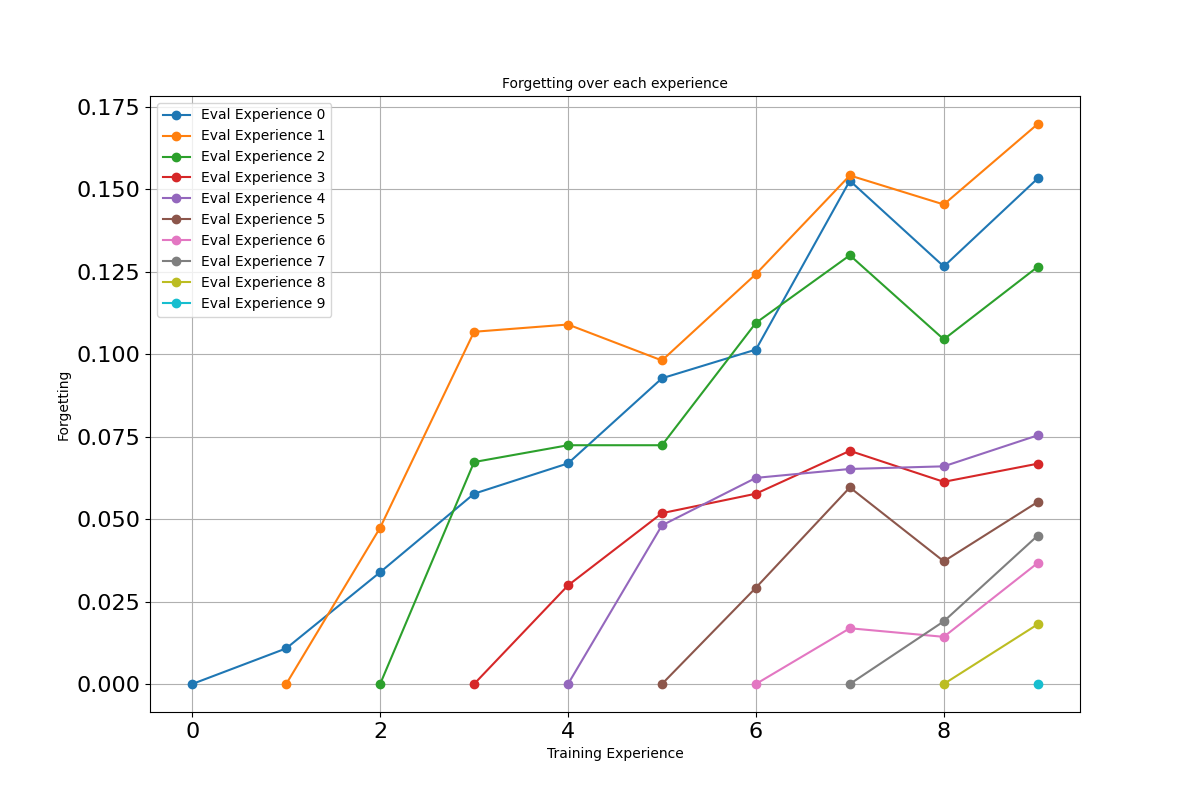 Forgetting over each experience
0.175
0.150
0.125
0.100
0.075
0.050
0.025
0.000
Forgetting
Eval Experience 0
Eval Experience 1
Eval Experience 2
Eval Experience 3
Eval Experience 4
Eval Experience 5
Eval Experience 6
Eval Experience 7
Eval Experience 8
Eval Experience 9
0 2 4 6 8
Training Experience